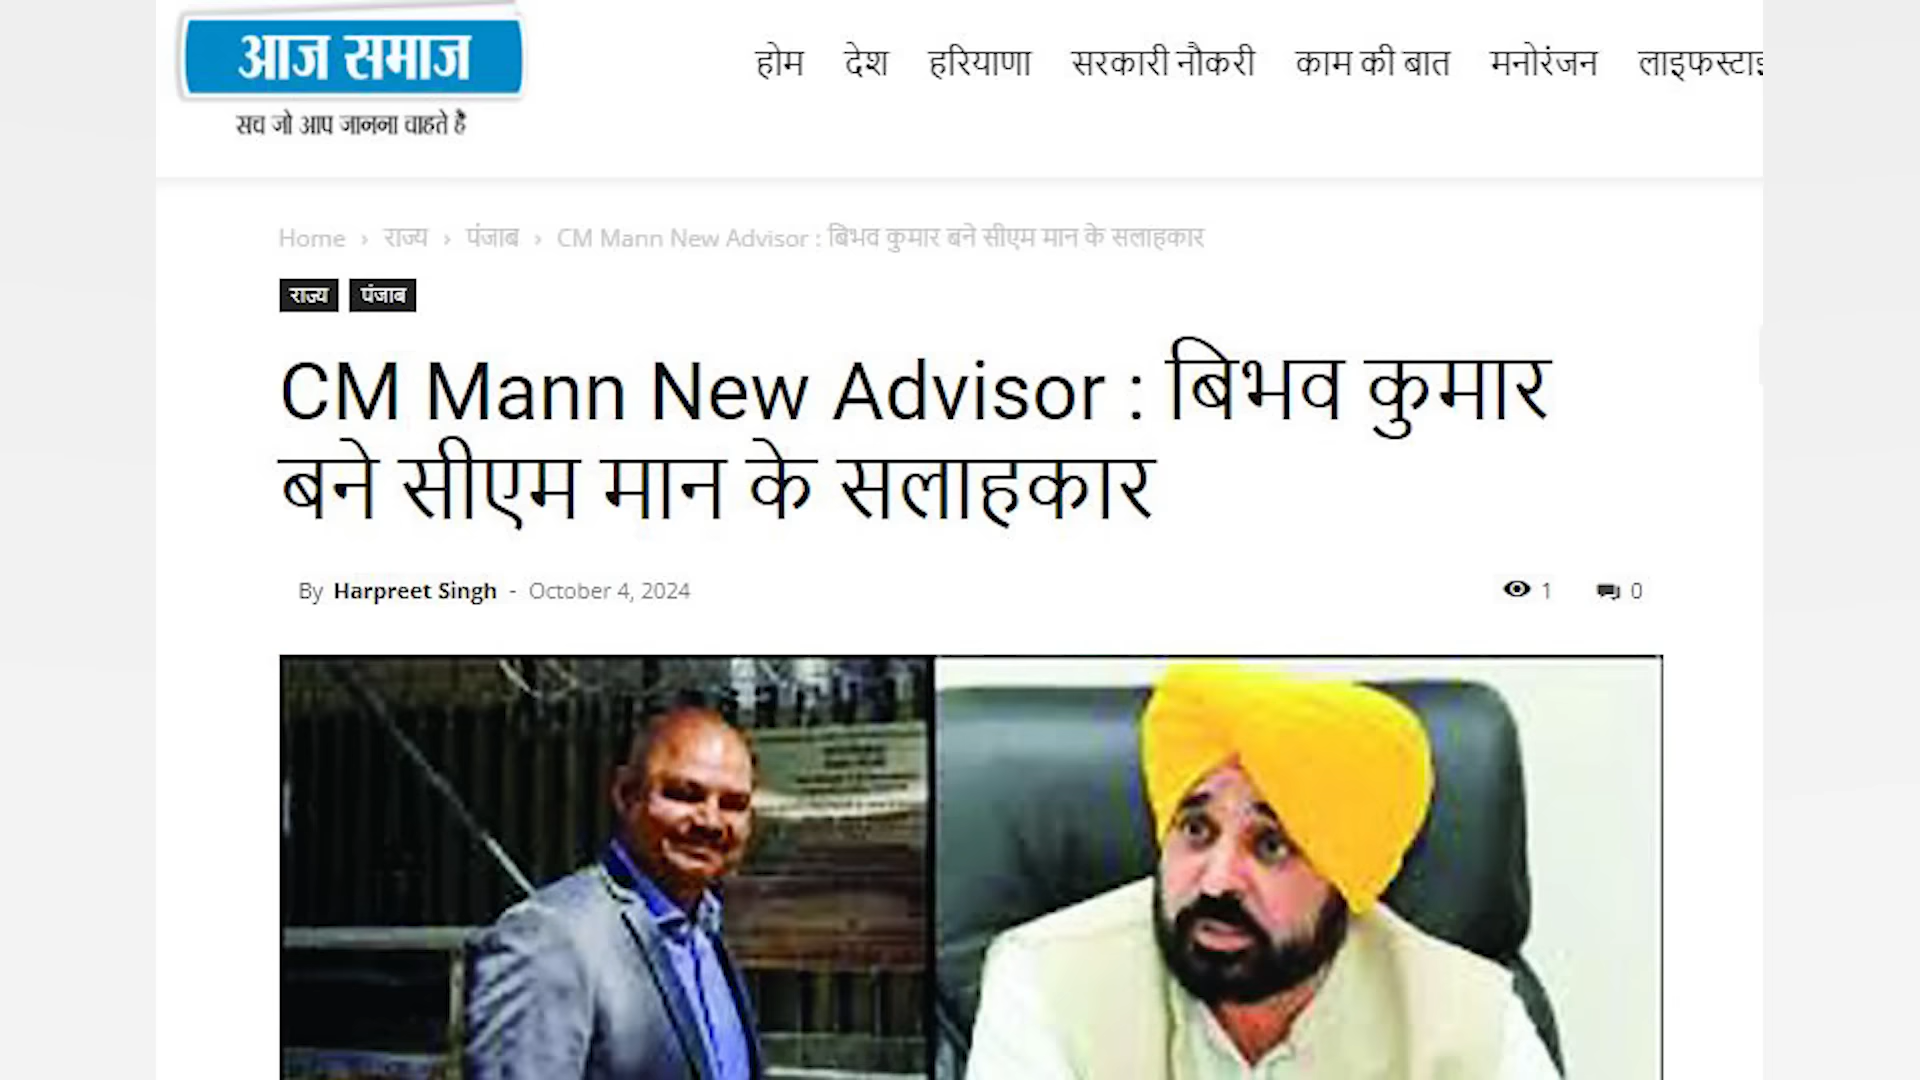 आज समाज
सच जो आप जानना चाहते है
होम देश हरियाणा सरकारी नौकरी काम की बात मनोरंजन
Home › राज्य › पंजाब › CM Mann New Advisor : बिभव कुमार बने सीएम मान के सलाहकार
राज्य पंजाब
CM Mann New Advisor : बिभव कुमार
बने सीएम मान के सलाहकार
By Harpreet Singh - October 4, 2024 1 0